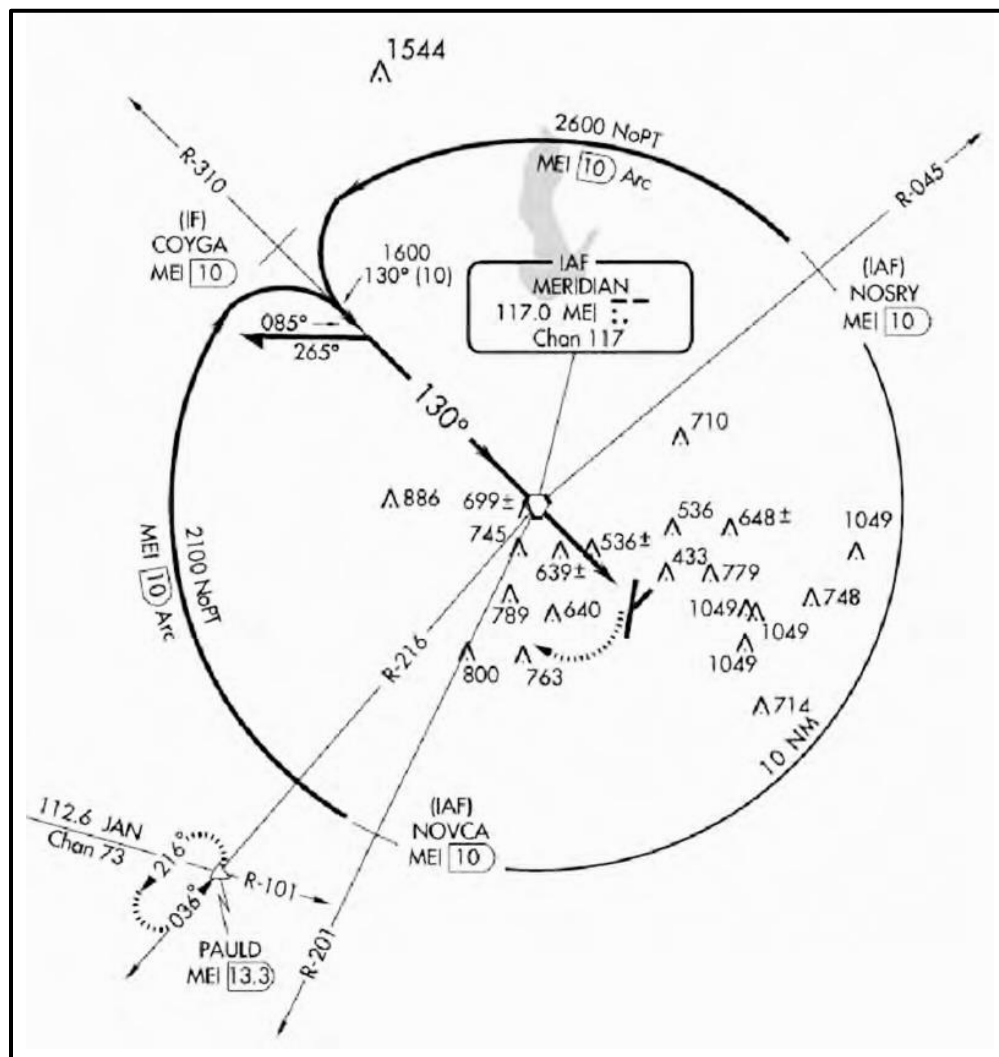 1544
2600 NoPT
MEI 10 Arc
R-310
R-045
(IF)
COYGA
MEI 10
1600
130° (10)
IAF
MERIDIAN
117.0 MEI
Chan 117
(IAF)
NOSRY
MEI 10
085°
265°
130°
710
886
699±
536
648±
1049
745
639±
536±
433
779
2100 NoPT
MEI 10 Arc
789
640
1049
748
1049
1049
800
763
714
R-216
10 NM
(IAF)
NOVCA
MEI 10
112.6 JAN
Chan 73
216°
036°
R-101
R-201
PAULD
MEI 13.3